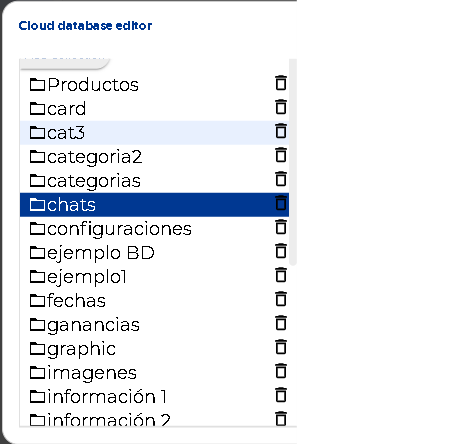 Cloud database editor
Productos
card
cat3
categoria2
categorias
chats
configuraciones
ejemplo BD
ejemplo1
fechas
ganancias
graphic
imagenes
información 1
información 2